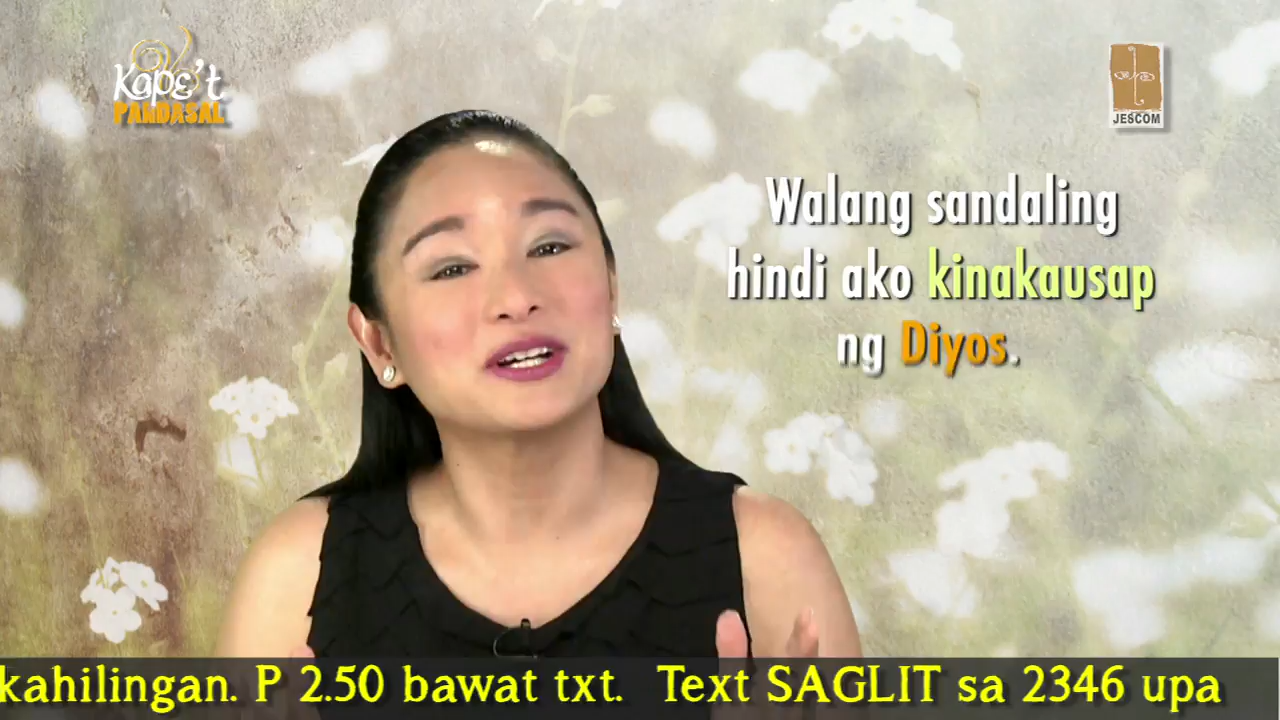 Kape't
PANDASAL
JESCOM
Walang sandaling
hindi ako kinakausap
ng Diyos.
kahilingan. P 2.50 bawat txt. Text SAGLIT sa 2346 upa